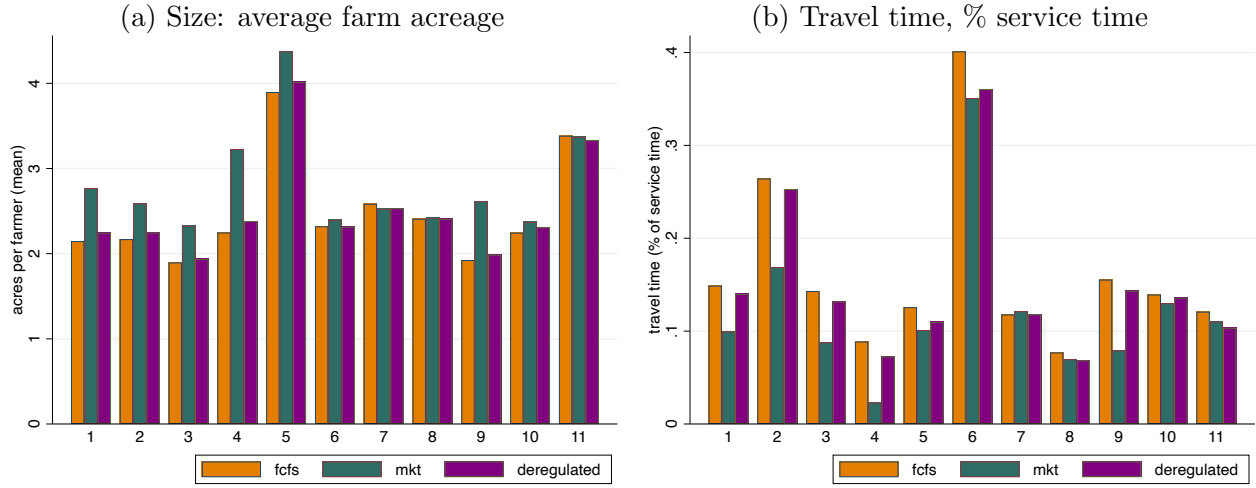 (a) Size: average farm acreage
acres per farmer (mean)
4
3
2
1
0
1 2 3 4 5 6 7 8 9 10 11
fcfs mkt deregulated
(b) Travel time, % service time
travel time (% of service time)
.4
.3
.2
.1
0
1 2 3 4 5 6 7 8 9 10 11
fcfs mkt deregulated